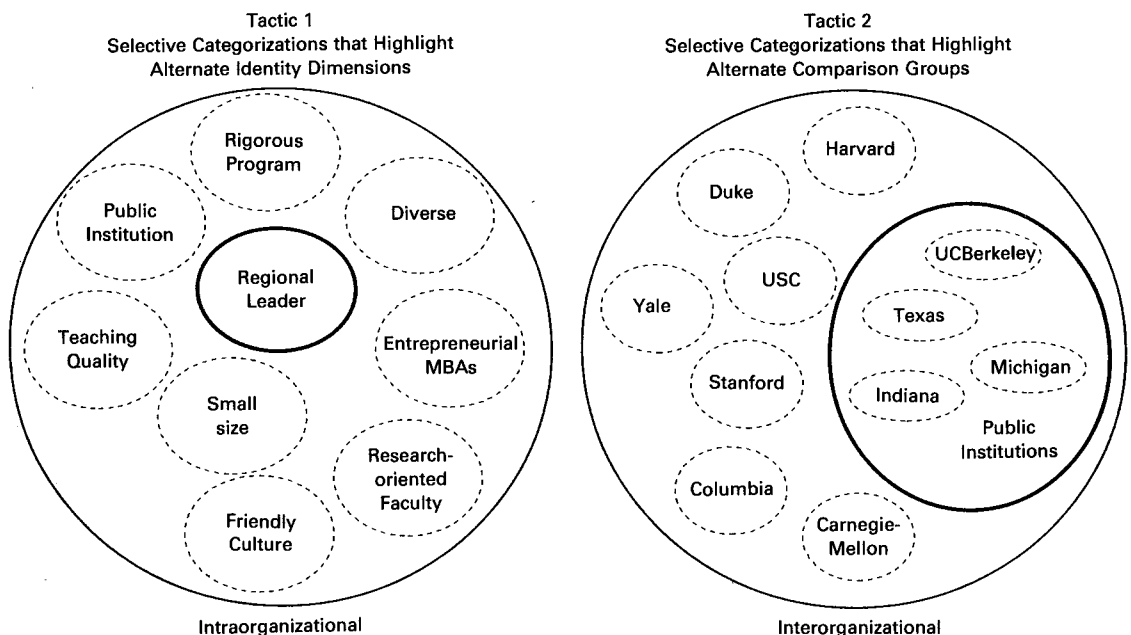 Tactic 1
Selective Categorizations that Highlight
Alternate Identity Dimensions
Rigorous
Program
Public
Institution
Diverse
Regional
Leader
Teaching
Quality
Entrepreneurial
MBAs
Small
size
Research-
oriented
Faculty
Friendly
Culture
Intraorganizational
Tactic 2
Selective Categorizations that Highlight
Alternate Comparison Groups
Harvard
Duke
UCBerkeley
USC
Yale
Texas
Michigan
Stanford
Indiana
Public
Institutions
Columbia
Carnegie-
Mellon
Interorganizational